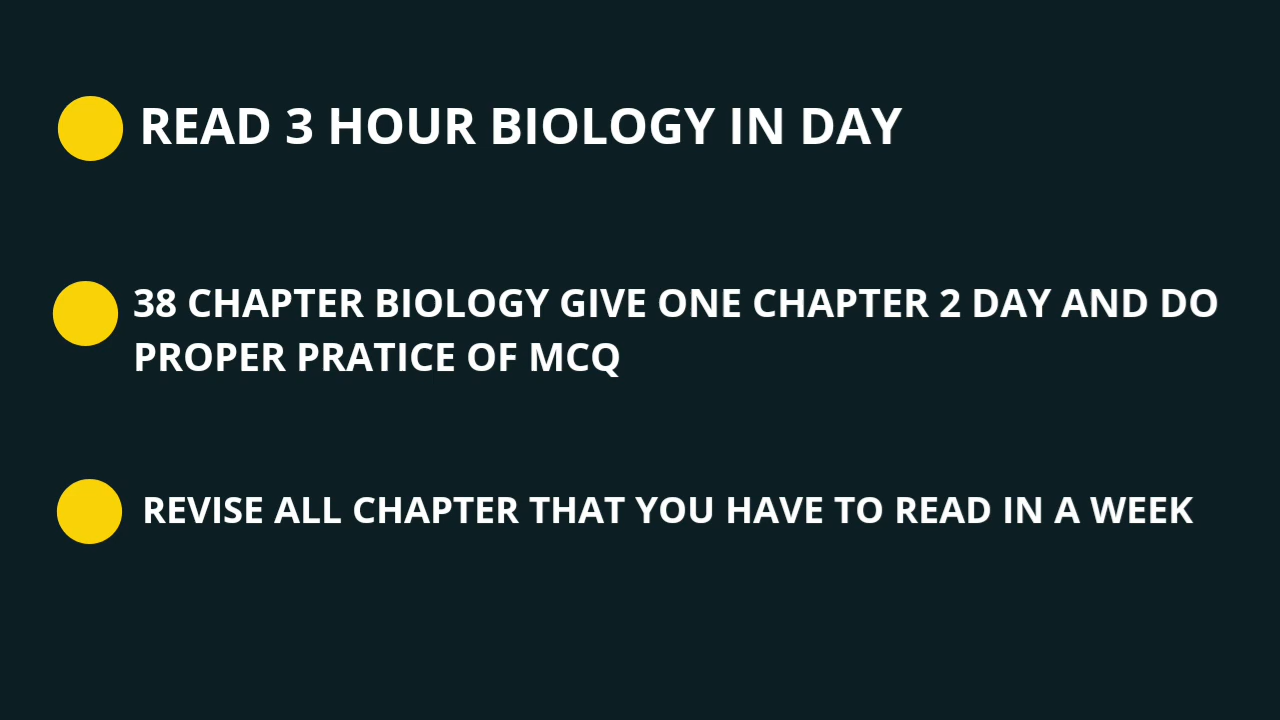 READ 3 HOUR BIOLOGY IN DAY
38 CHAPTER BIOLOGY GIVE ONE CHAPTER 2 DAY AND DO
PROPER PRATICE OF MCQ
REVISE ALL CHAPTER THAT YOU HAVE TO READ IN A WEEK